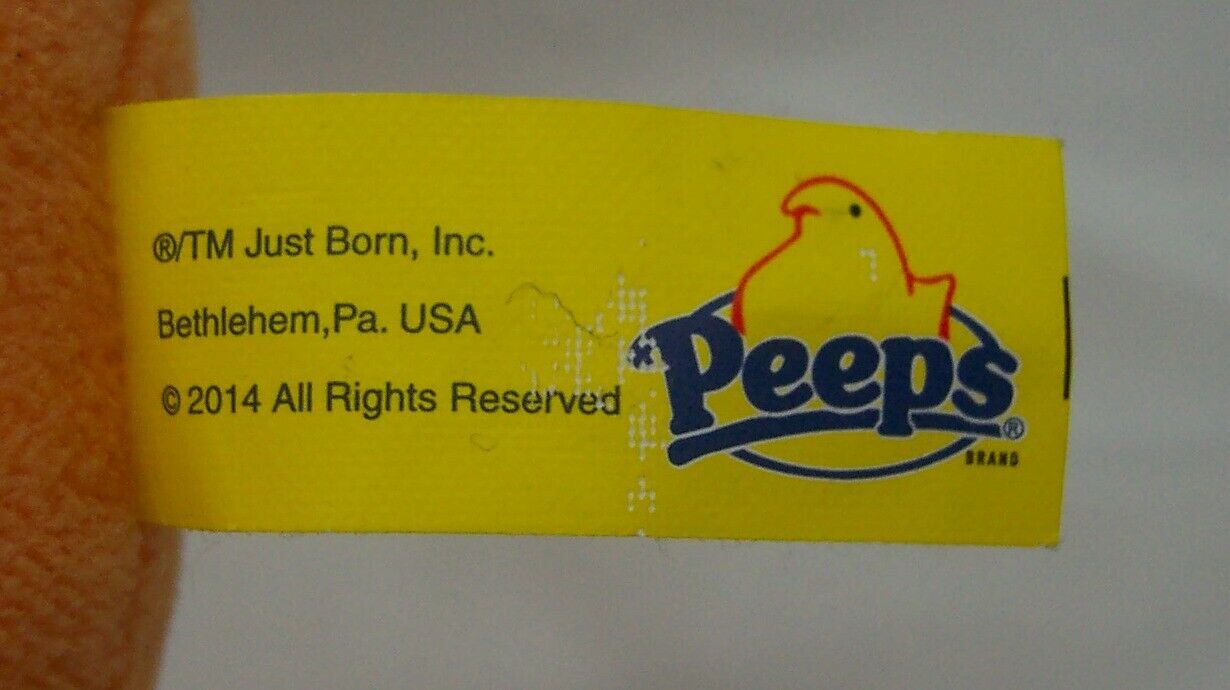 ®/TM Just Born, Inc.
Bethlehem,Pa. USA
© 2014 All Rights Reserved
Peeps®
BRAND